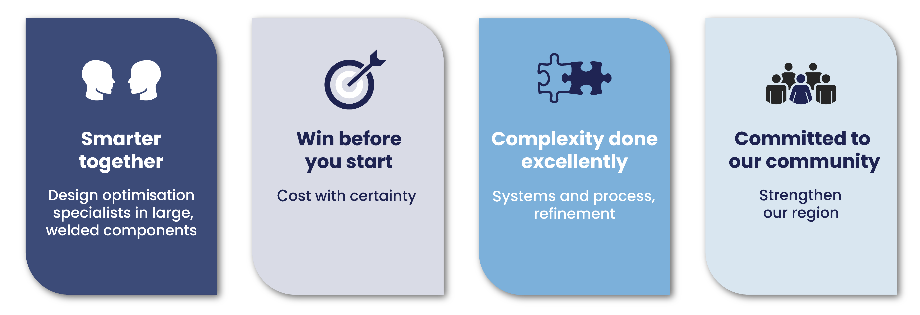 Smarter
together
Design optimisation
specialists in large,
welded components
Win before
you start
Cost with certainty
Complexity done
excellently
Systems and process,
refinement
Committed to
our community
Strengthen
our region